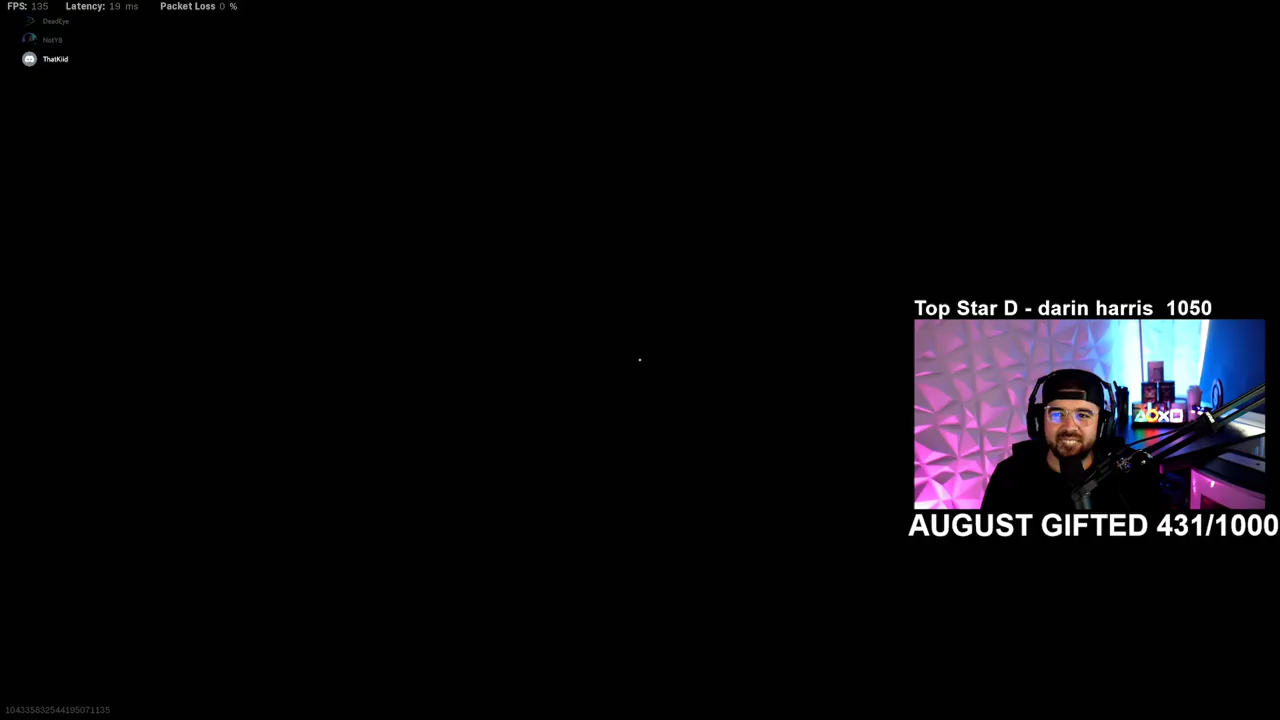 FPS: 135 Latency: 19 ms Packet Loss 0 %
DeadEye
NotYB
ThatKiid
Top Star D - darin harris 1050
AUGUST GIFTED 431/1000
104335832544195071135